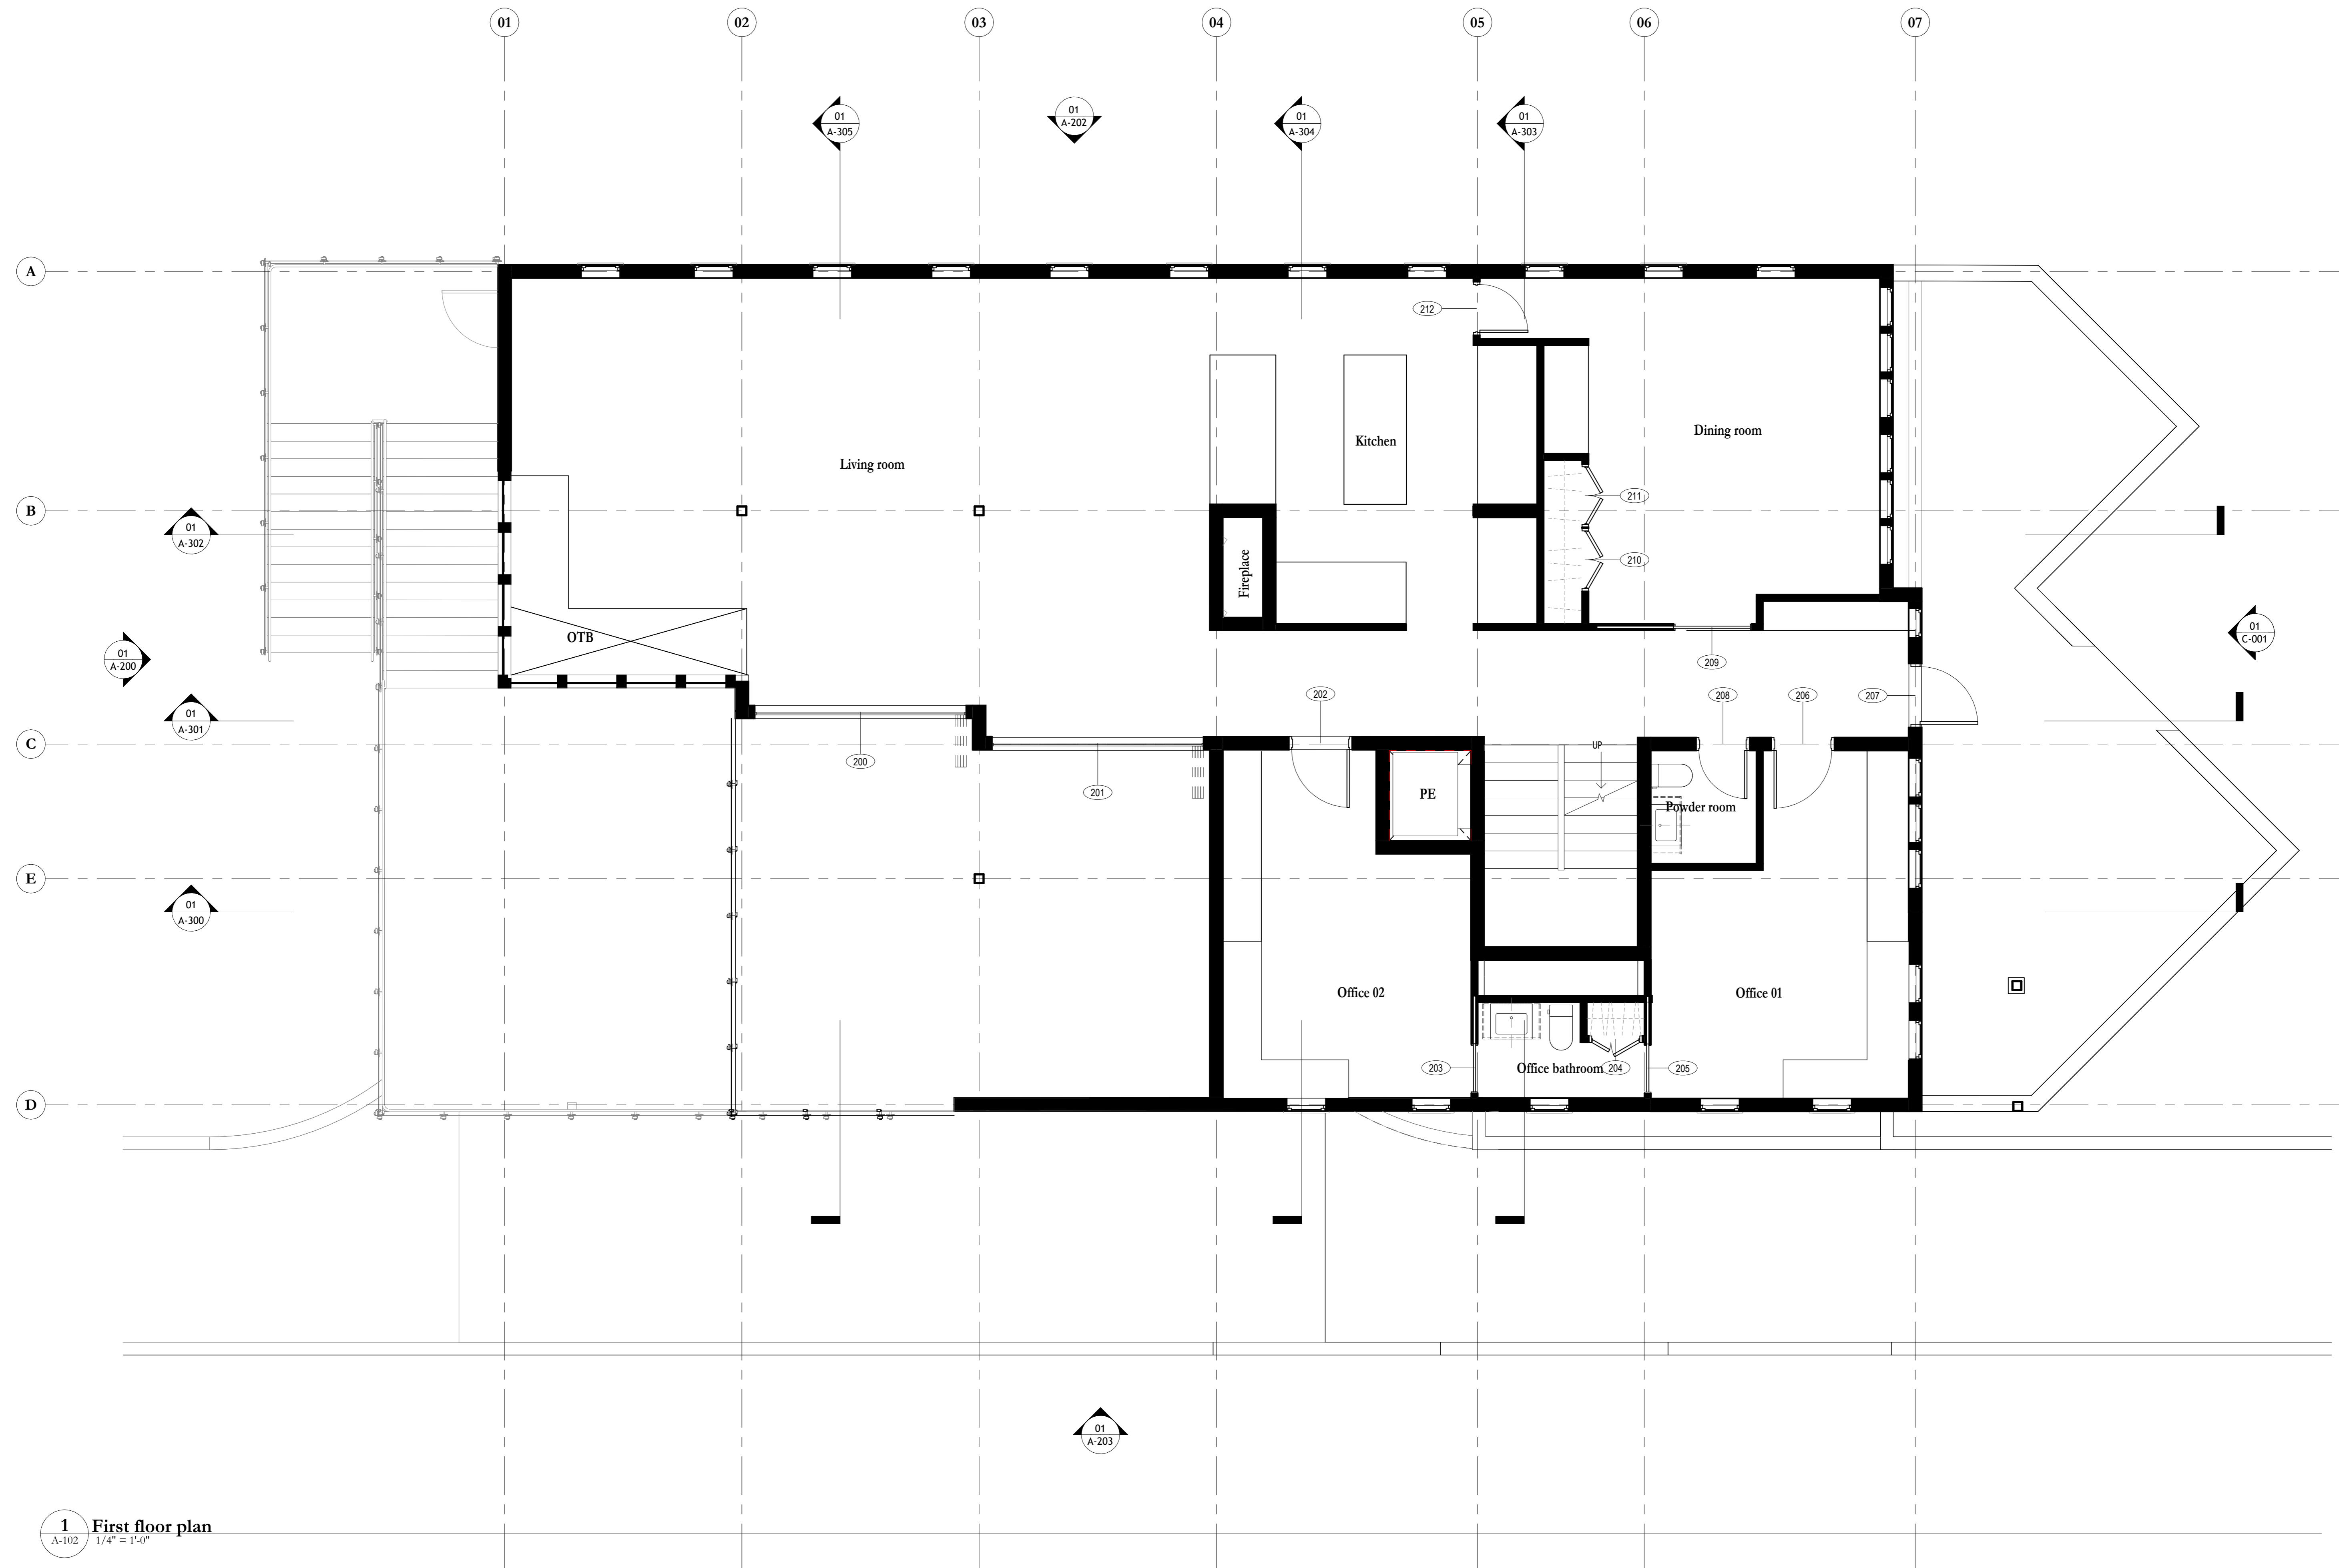 01 02 03 04 05 06 07
01
A-305
01
A-202
01
A-304
01
A-303
A
212
Dining room
Kitchen
Living room
211
B
01
A-302
210
Fireplace
OTB
01
A-200
01
C-001
209
202
208
206
207
01
A-301
C
UP
200
201
PE
Powder room
E
01
A-300
Office 02
Office 01
203
Office bathroom
204
205
D
01
A-203
1
A-102
First floor plan
1/4" = 1'-0"